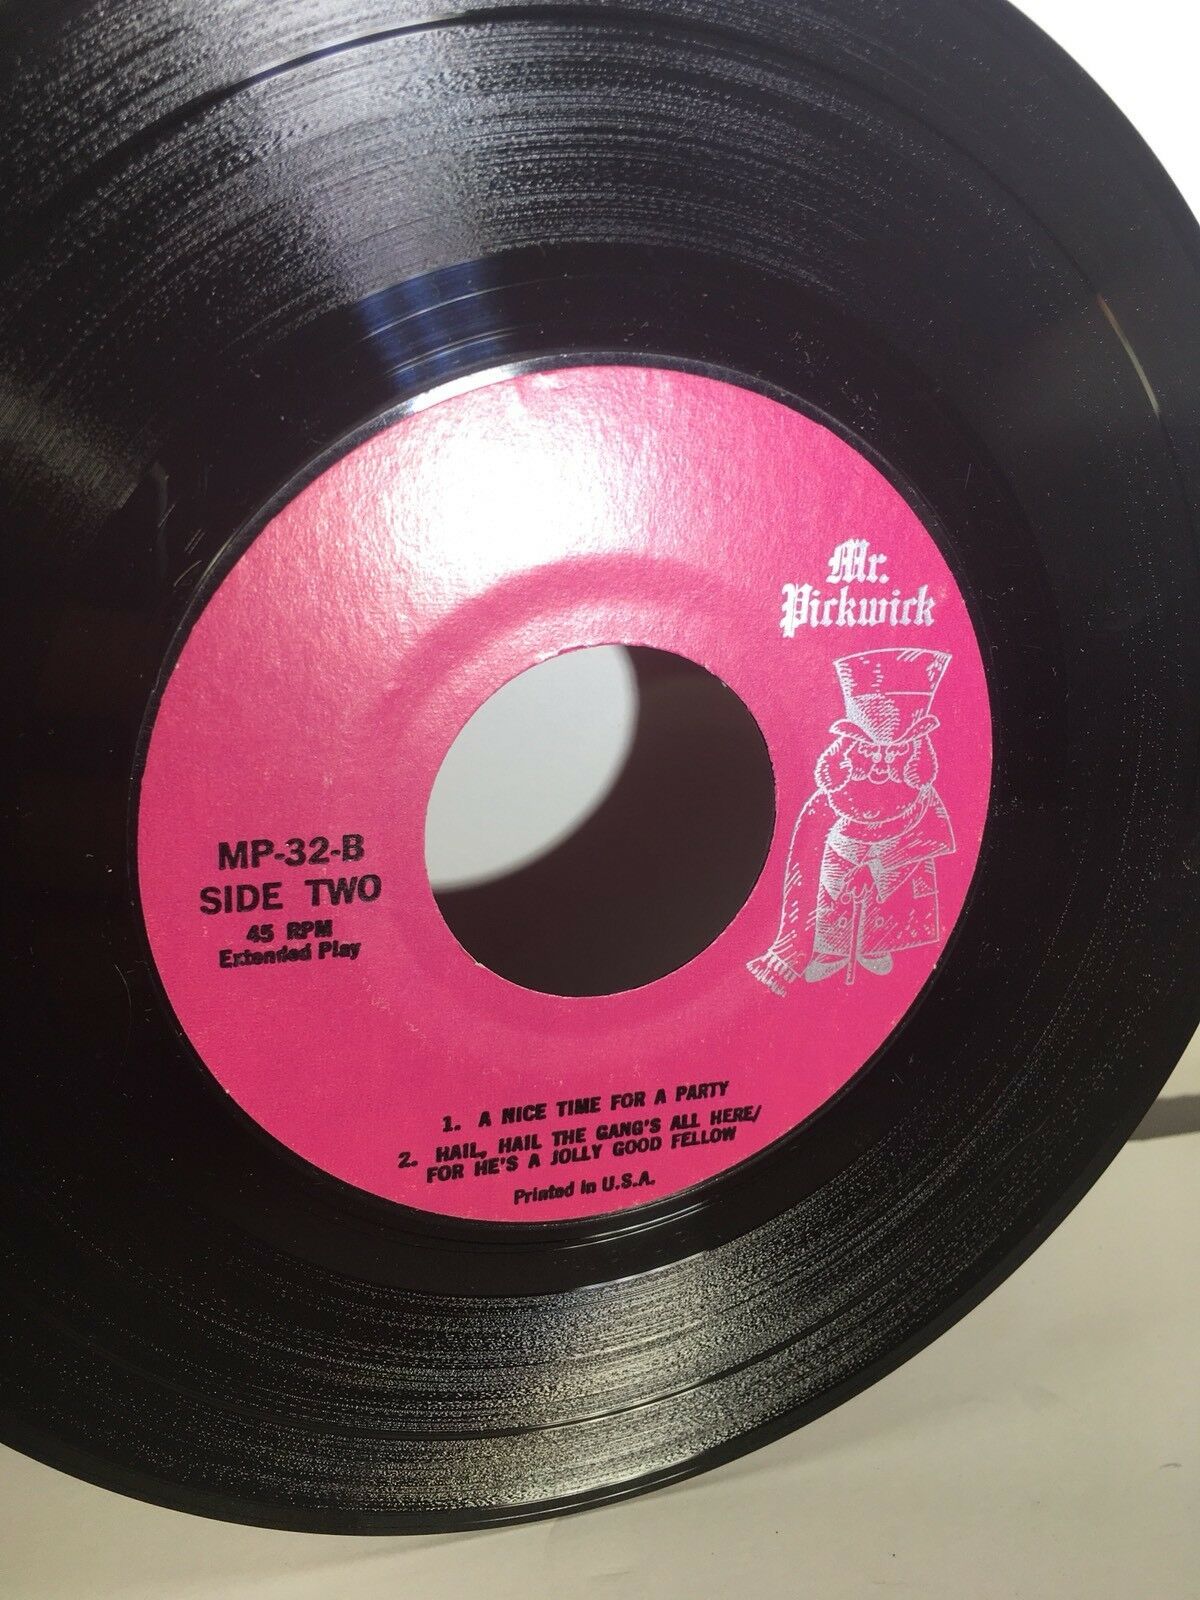 Mr.
Pickwick
MP-32-B
SIDE TWO
45 RPM
Extended Play
1. A NICE TIME FOR A PARTY
2. HAIL, HAIL THE GANG'S ALL HERE/
FOR HE'S A JOLLY GOOD FELLOW
Printed in U.S.A.